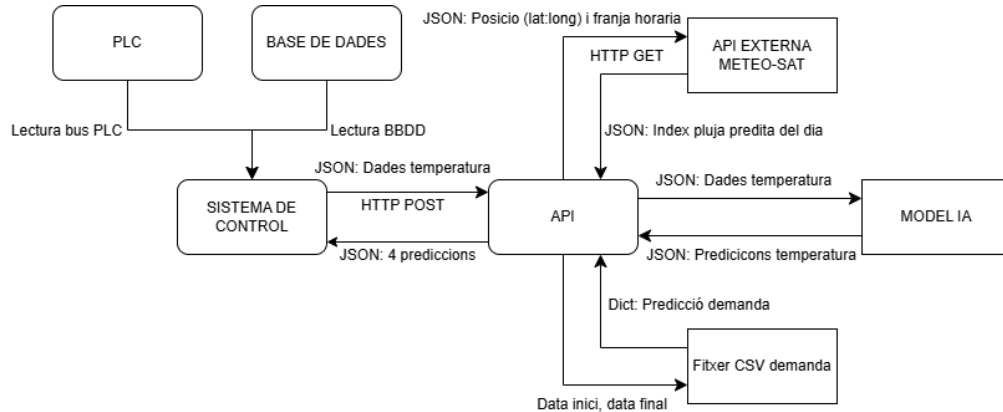 JSON: Posicio (lat:long) i franja horaria
PLC
BASE DE DADES
API EXTERNA
METEO-SAT
HTTP GET
Lectura bus PLC
Lectura BBDD
JSON: Index pluja predita del dia
JSON: Dades temperatura
JSON: Dades temperatura
SISTEMA DE
CONTROL
HTTP POST
API
MODEL IA
JSON: 4 prediccions
JSON: Predicicons temperatura
Dict: Predicció demanda
Fitxer CSV demanda
Data inici, data final